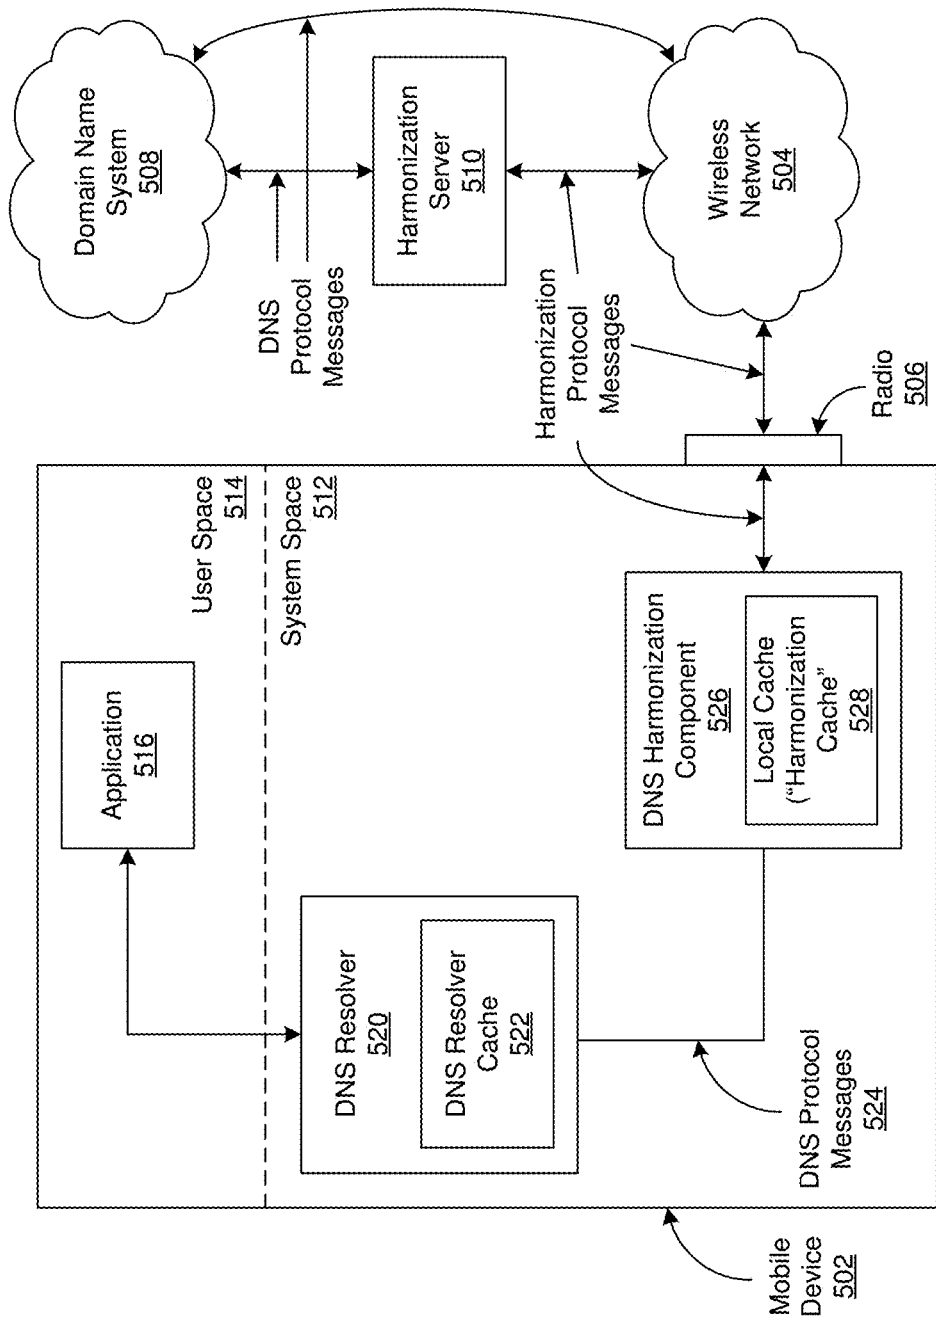 Mobile
Device
502
DNS Resolver
520
DNS Resolver
Cache
522
DNS Protocol
Messages
524
Application
516
User Space
514
System Space
512
DNS Harmonization
Component
526
Local Cache
("Harmonization
Cache"
528
Radio
506
Harmonization
Protocol
Messages
DNS
Protocol
Messages
Domain Name
System
508
Harmonization
Server
510
Wireless
Network
504